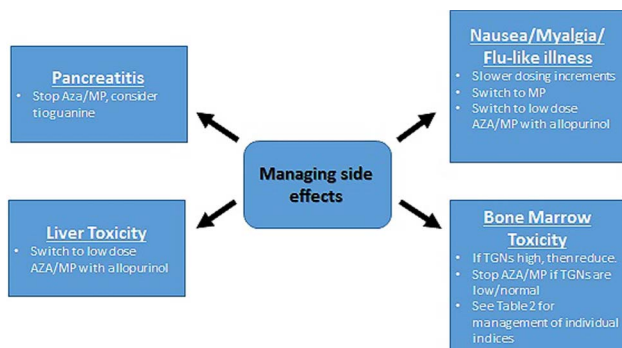 Pancreatitis
• Stop Aza/MP, consider
tioguanine
Nausea/Myalgia/
Flu-like illness
• Slower dosing increments
• Switch to MP
• Switch to low dose
AZA/MP with allopurinol
Managing side
effects
Liver Toxicity
• Switch to low dose
AZA/MP with allopurinol
Bone Marrow
Toxicity
• If TGNs high, then reduce.
• Stop AZA/MP if TGNs are
low/normal
• See Table 2 for
management of individual
indices